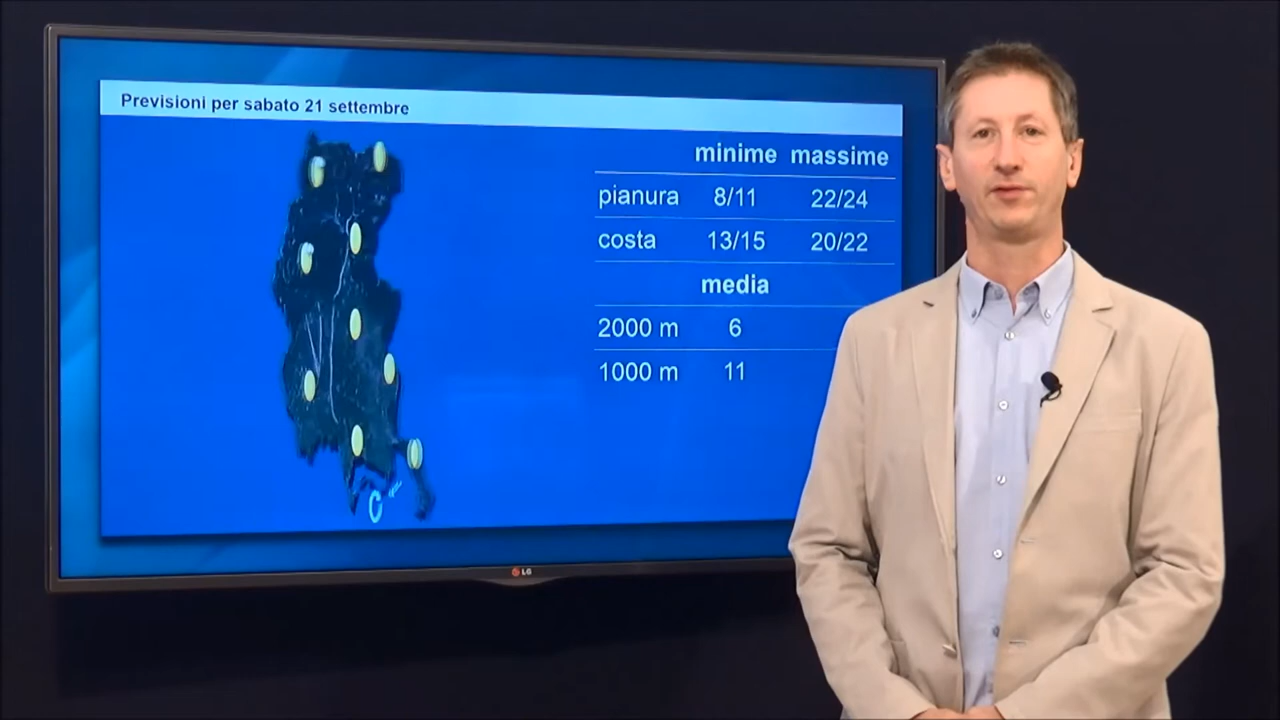 Previsioni per sabato 21 settembre
minime massime
pianura 8/11 22/24
costa 13/15 20/22
media
2000 m 6
1000 m 11
LG